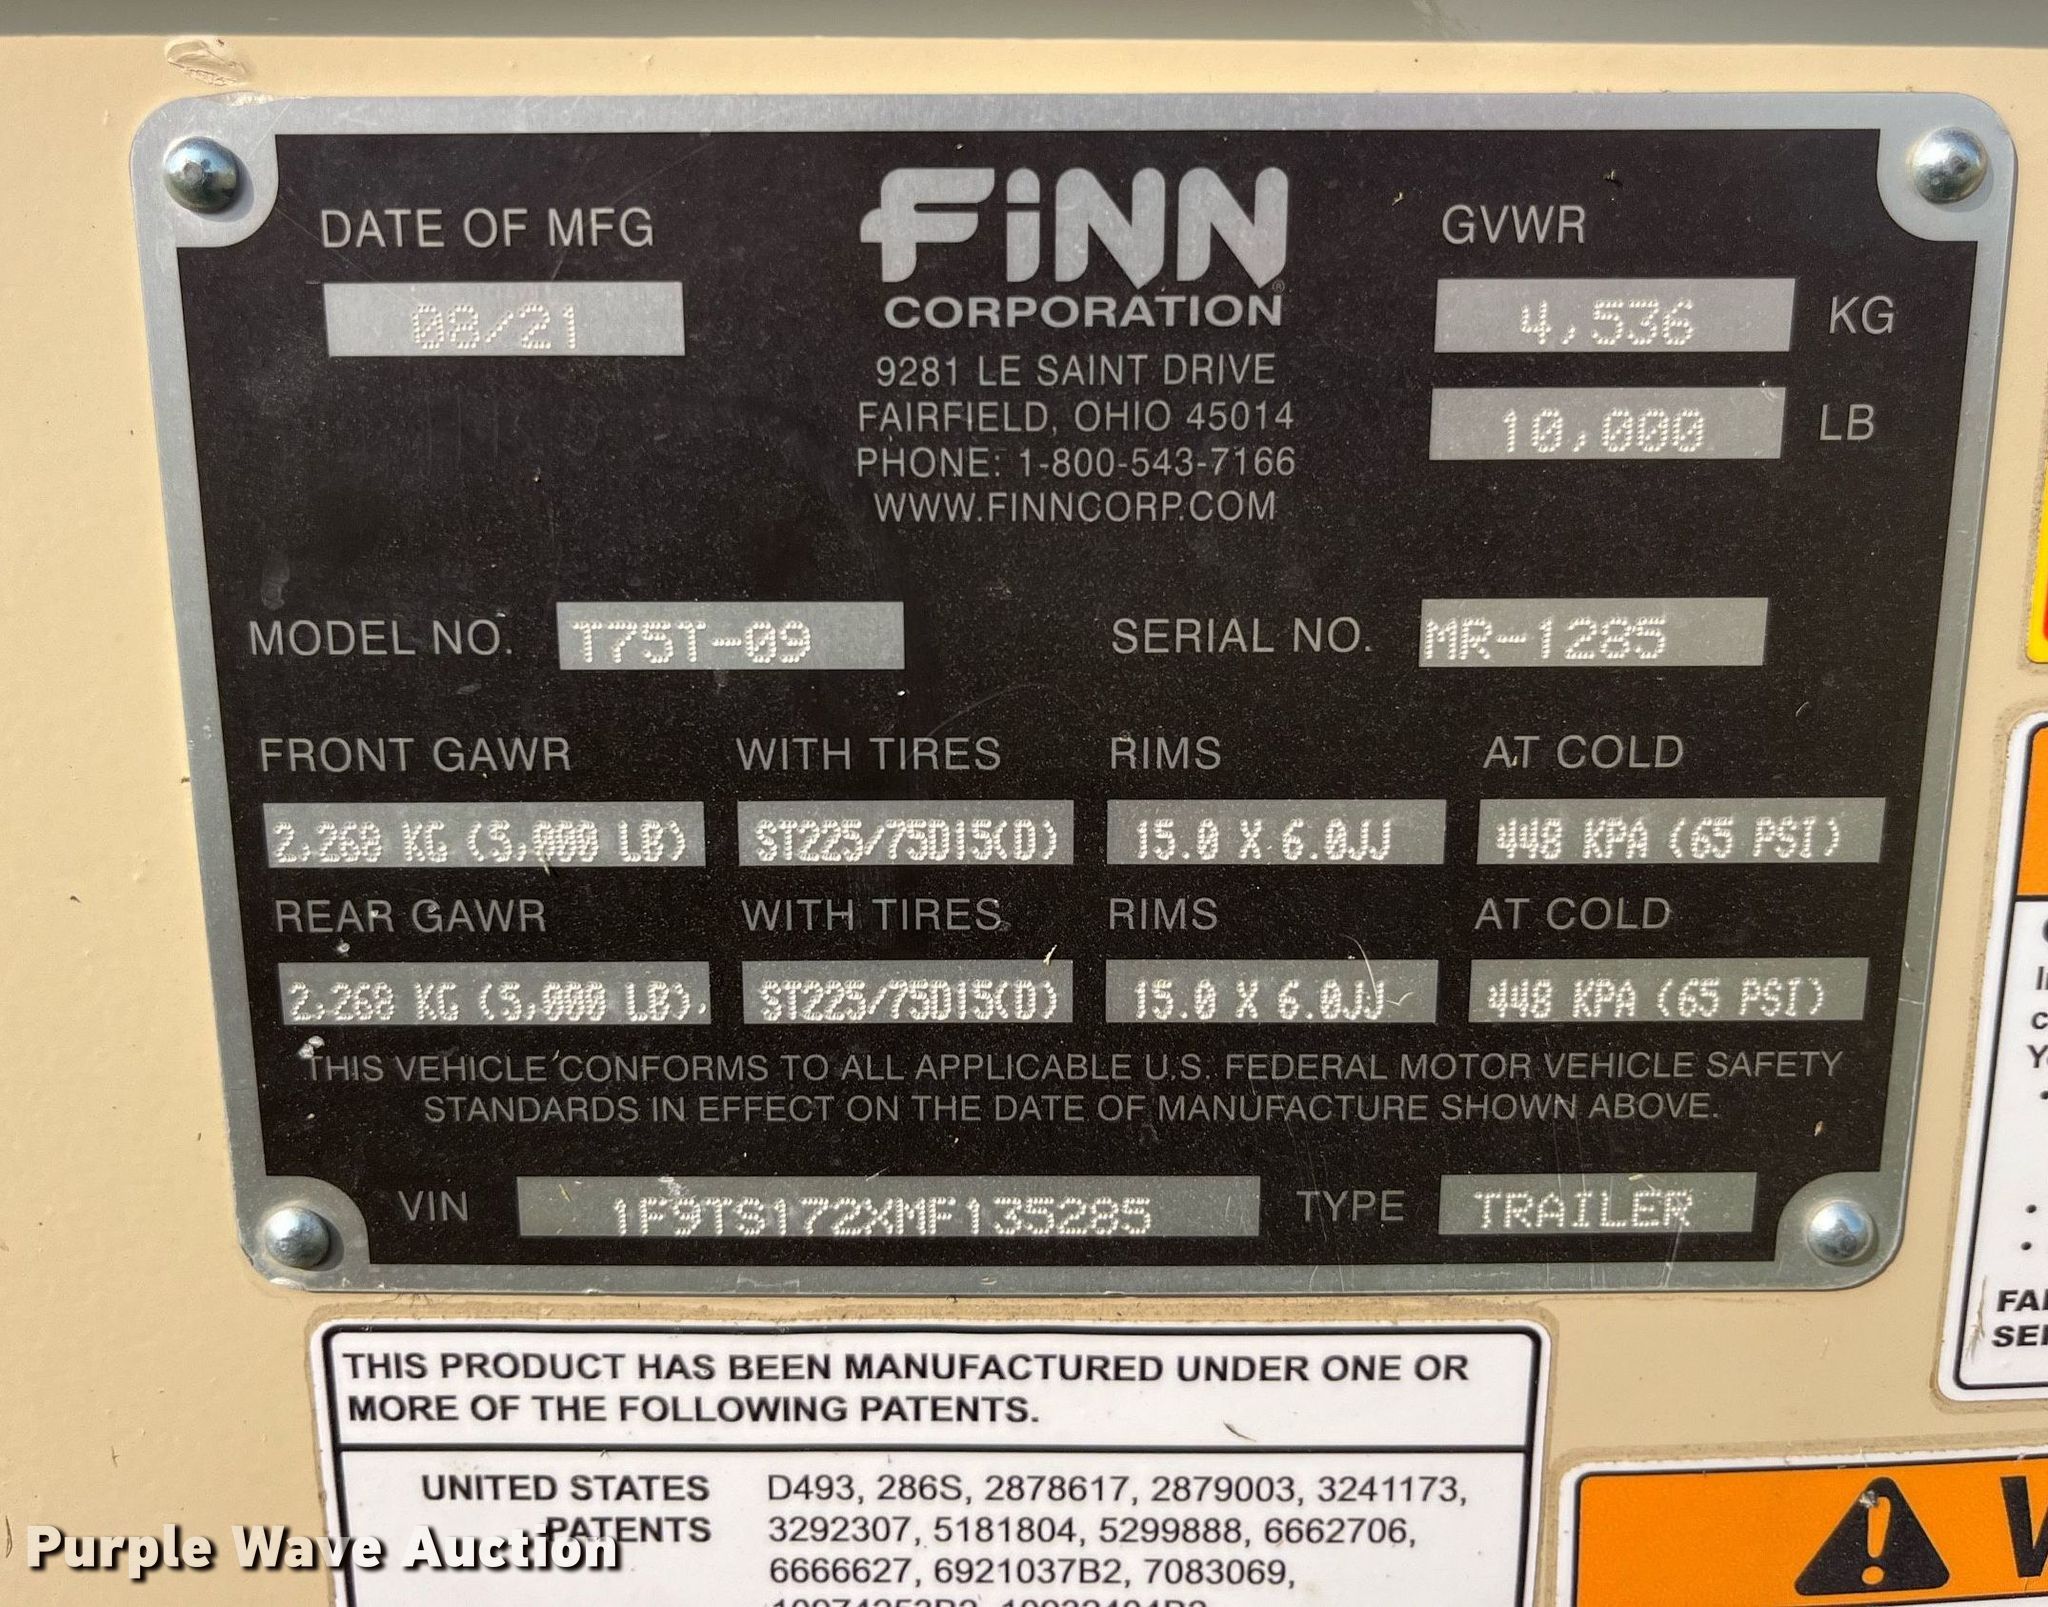 DATE OF MFG
08/21
FiNN
CORPORATION®
9281 LE SAINT DRIVE
FAIRFIELD, OHIO 45014
PHONE: 1-800-543-7166
WWW.FINNCORP.COM
GVWR
4,536 KG
10,000 LB
MODEL NO. T75T-09 SERIAL NO. MR-1285
FRONT GAWR WITH TIRES RIMS AT COLD
2,268 KG (5,000 LB) ST225/75D15(D) 15.0 X 6.0JJ 448 KPA (65 PSI)
REAR GAWR WITH TIRES RIMS AT COLD
2,268 KG (5,000 LB). ST225/75D15(D) 15.0 X 6.0JJ 448 KPA (65 PSI)
THIS VEHICLE CONFORMS TO ALL APPLICABLE U.S. FEDERAL MOTOR VEHICLE SAFETY
STANDARDS IN EFFECT ON THE DATE OF MANUFACTURE SHOWN ABOVE.
VIN 1F9TS172XMF135285 TYPE TRAILER
THIS PRODUCT HAS BEEN MANUFACTURED UNDER ONE OR
MORE OF THE FOLLOWING PATENTS.
UNITED STATES D493, 286S, 2878617, 2879003, 3241173,
PATENTS 3292307, 5181804, 5299888, 6662706,
6666627, 6921037B2, 7083069,
Purple Wave Auction